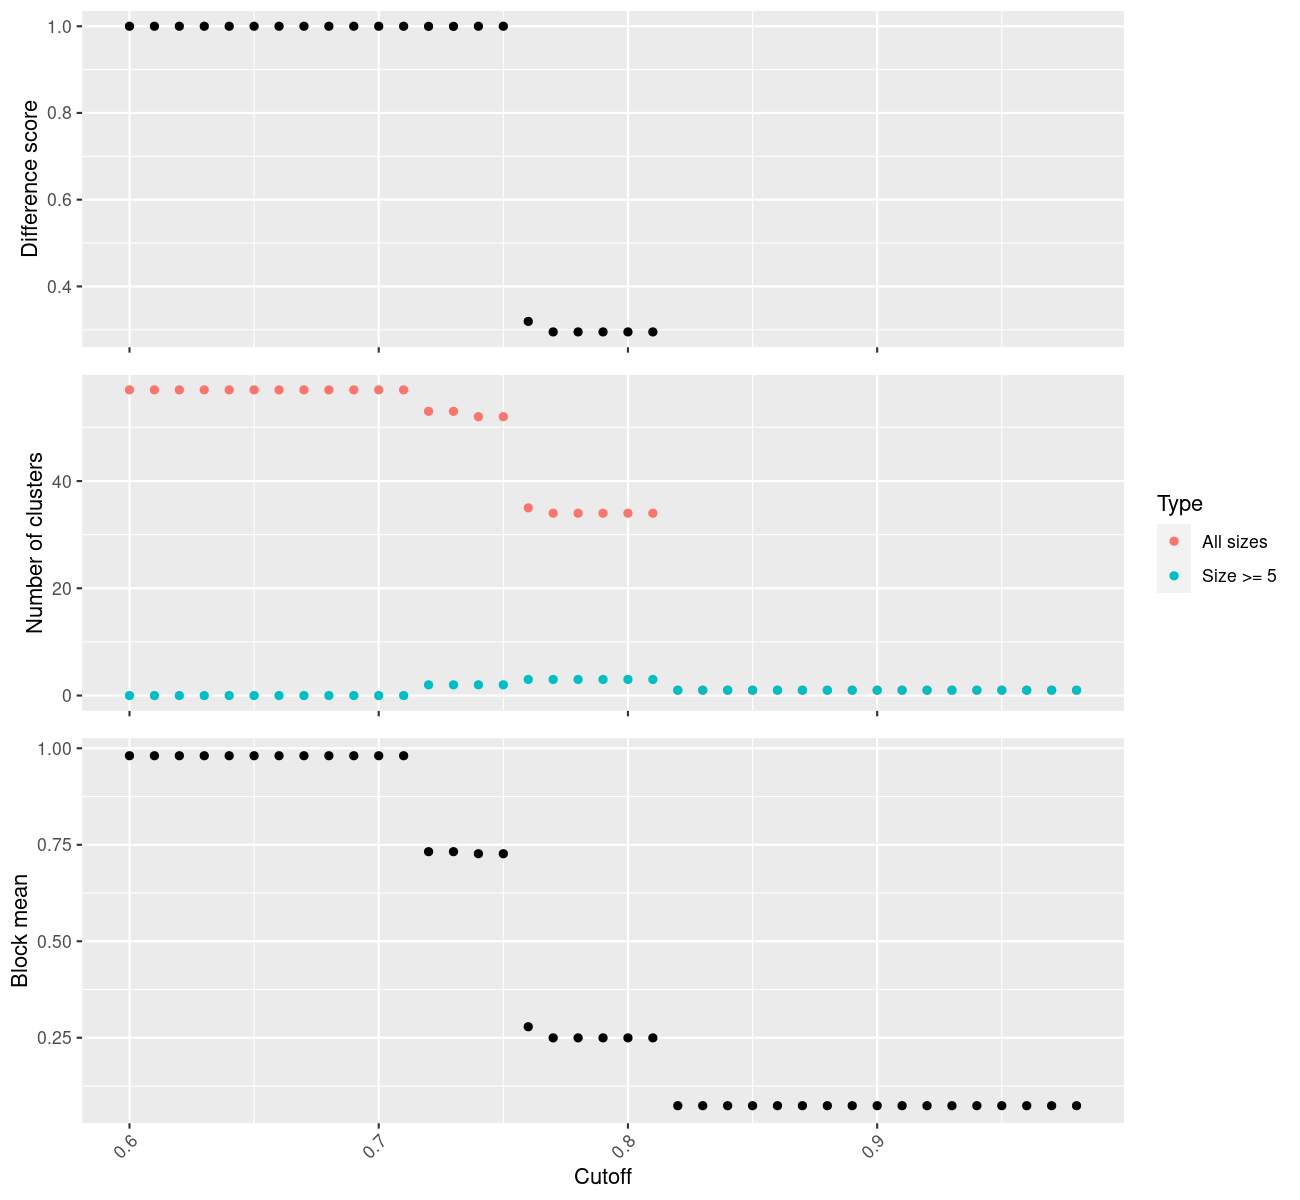 Difference score
1.0
0.8
0.6
0.4
Number of clusters
40
20
0
Type
All sizes
Size >= 5
Block mean
1.00
0.75
0.50
0.25
0.6
0.7
0.8
0.9
Cutoff